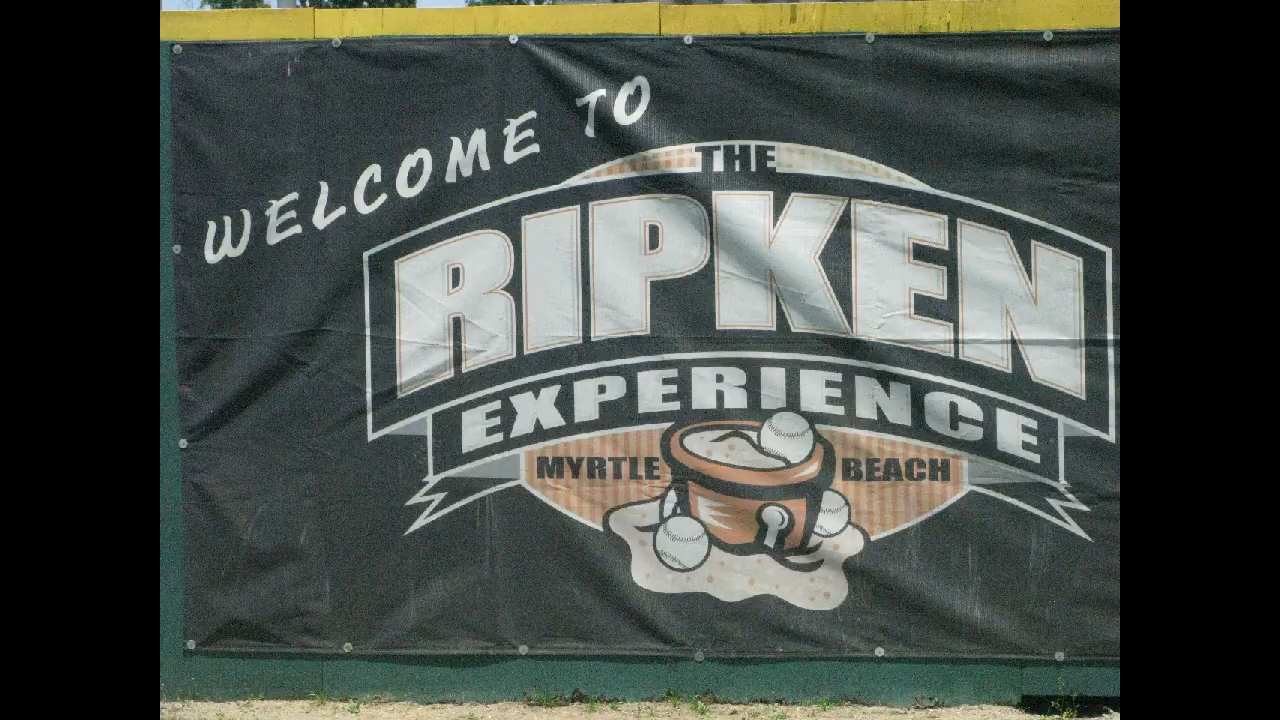 WELCOME TO
THE
RIPKEN
EXPERIENCE
MYRTLE BEACH